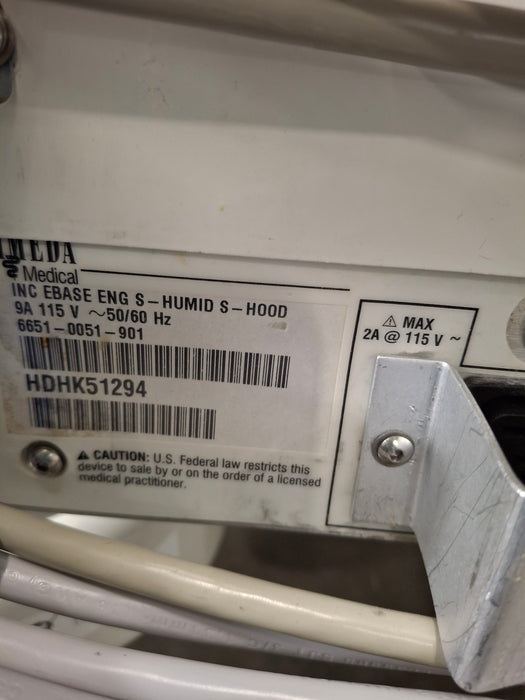 Medical
INC EBASE ENG S-HUMID S-HOOD
9A 115 V ~50/60 Hz
6651-0051-901
HDHK51294
⚠ CAUTION: U.S. Federal law restricts this
device to sale by or on the order of a licensed
medical practitioner.
⚠ MAX
2A @ 115 V ~